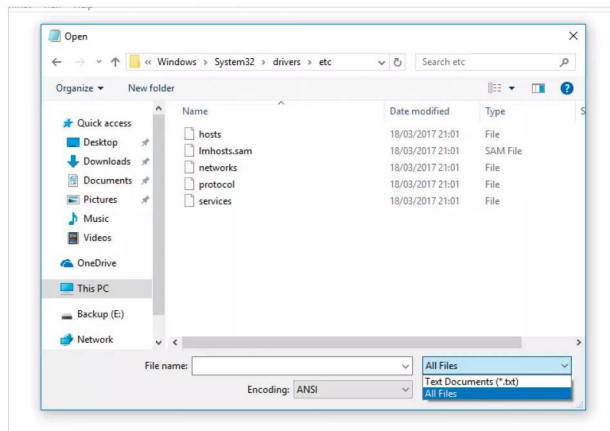 Open
« Windows › System32 › drivers › etc
Search etc
Organize
New folder
Name
Date modified
Type
S
Quick access
Desktop
Downloads
Documents
Pictures
Music
Videos
OneDrive
This PC
Backup (E:)
Network
hosts 18/03/2017 21:01 File
lmhosts.sam 18/03/2017 21:01 SAM File
networks 18/03/2017 21:01 File
protocol 18/03/2017 21:01 File
services 18/03/2017 21:01 File
File name:
All Files
Text Documents (*.txt)
All Files
Encoding: ANSI